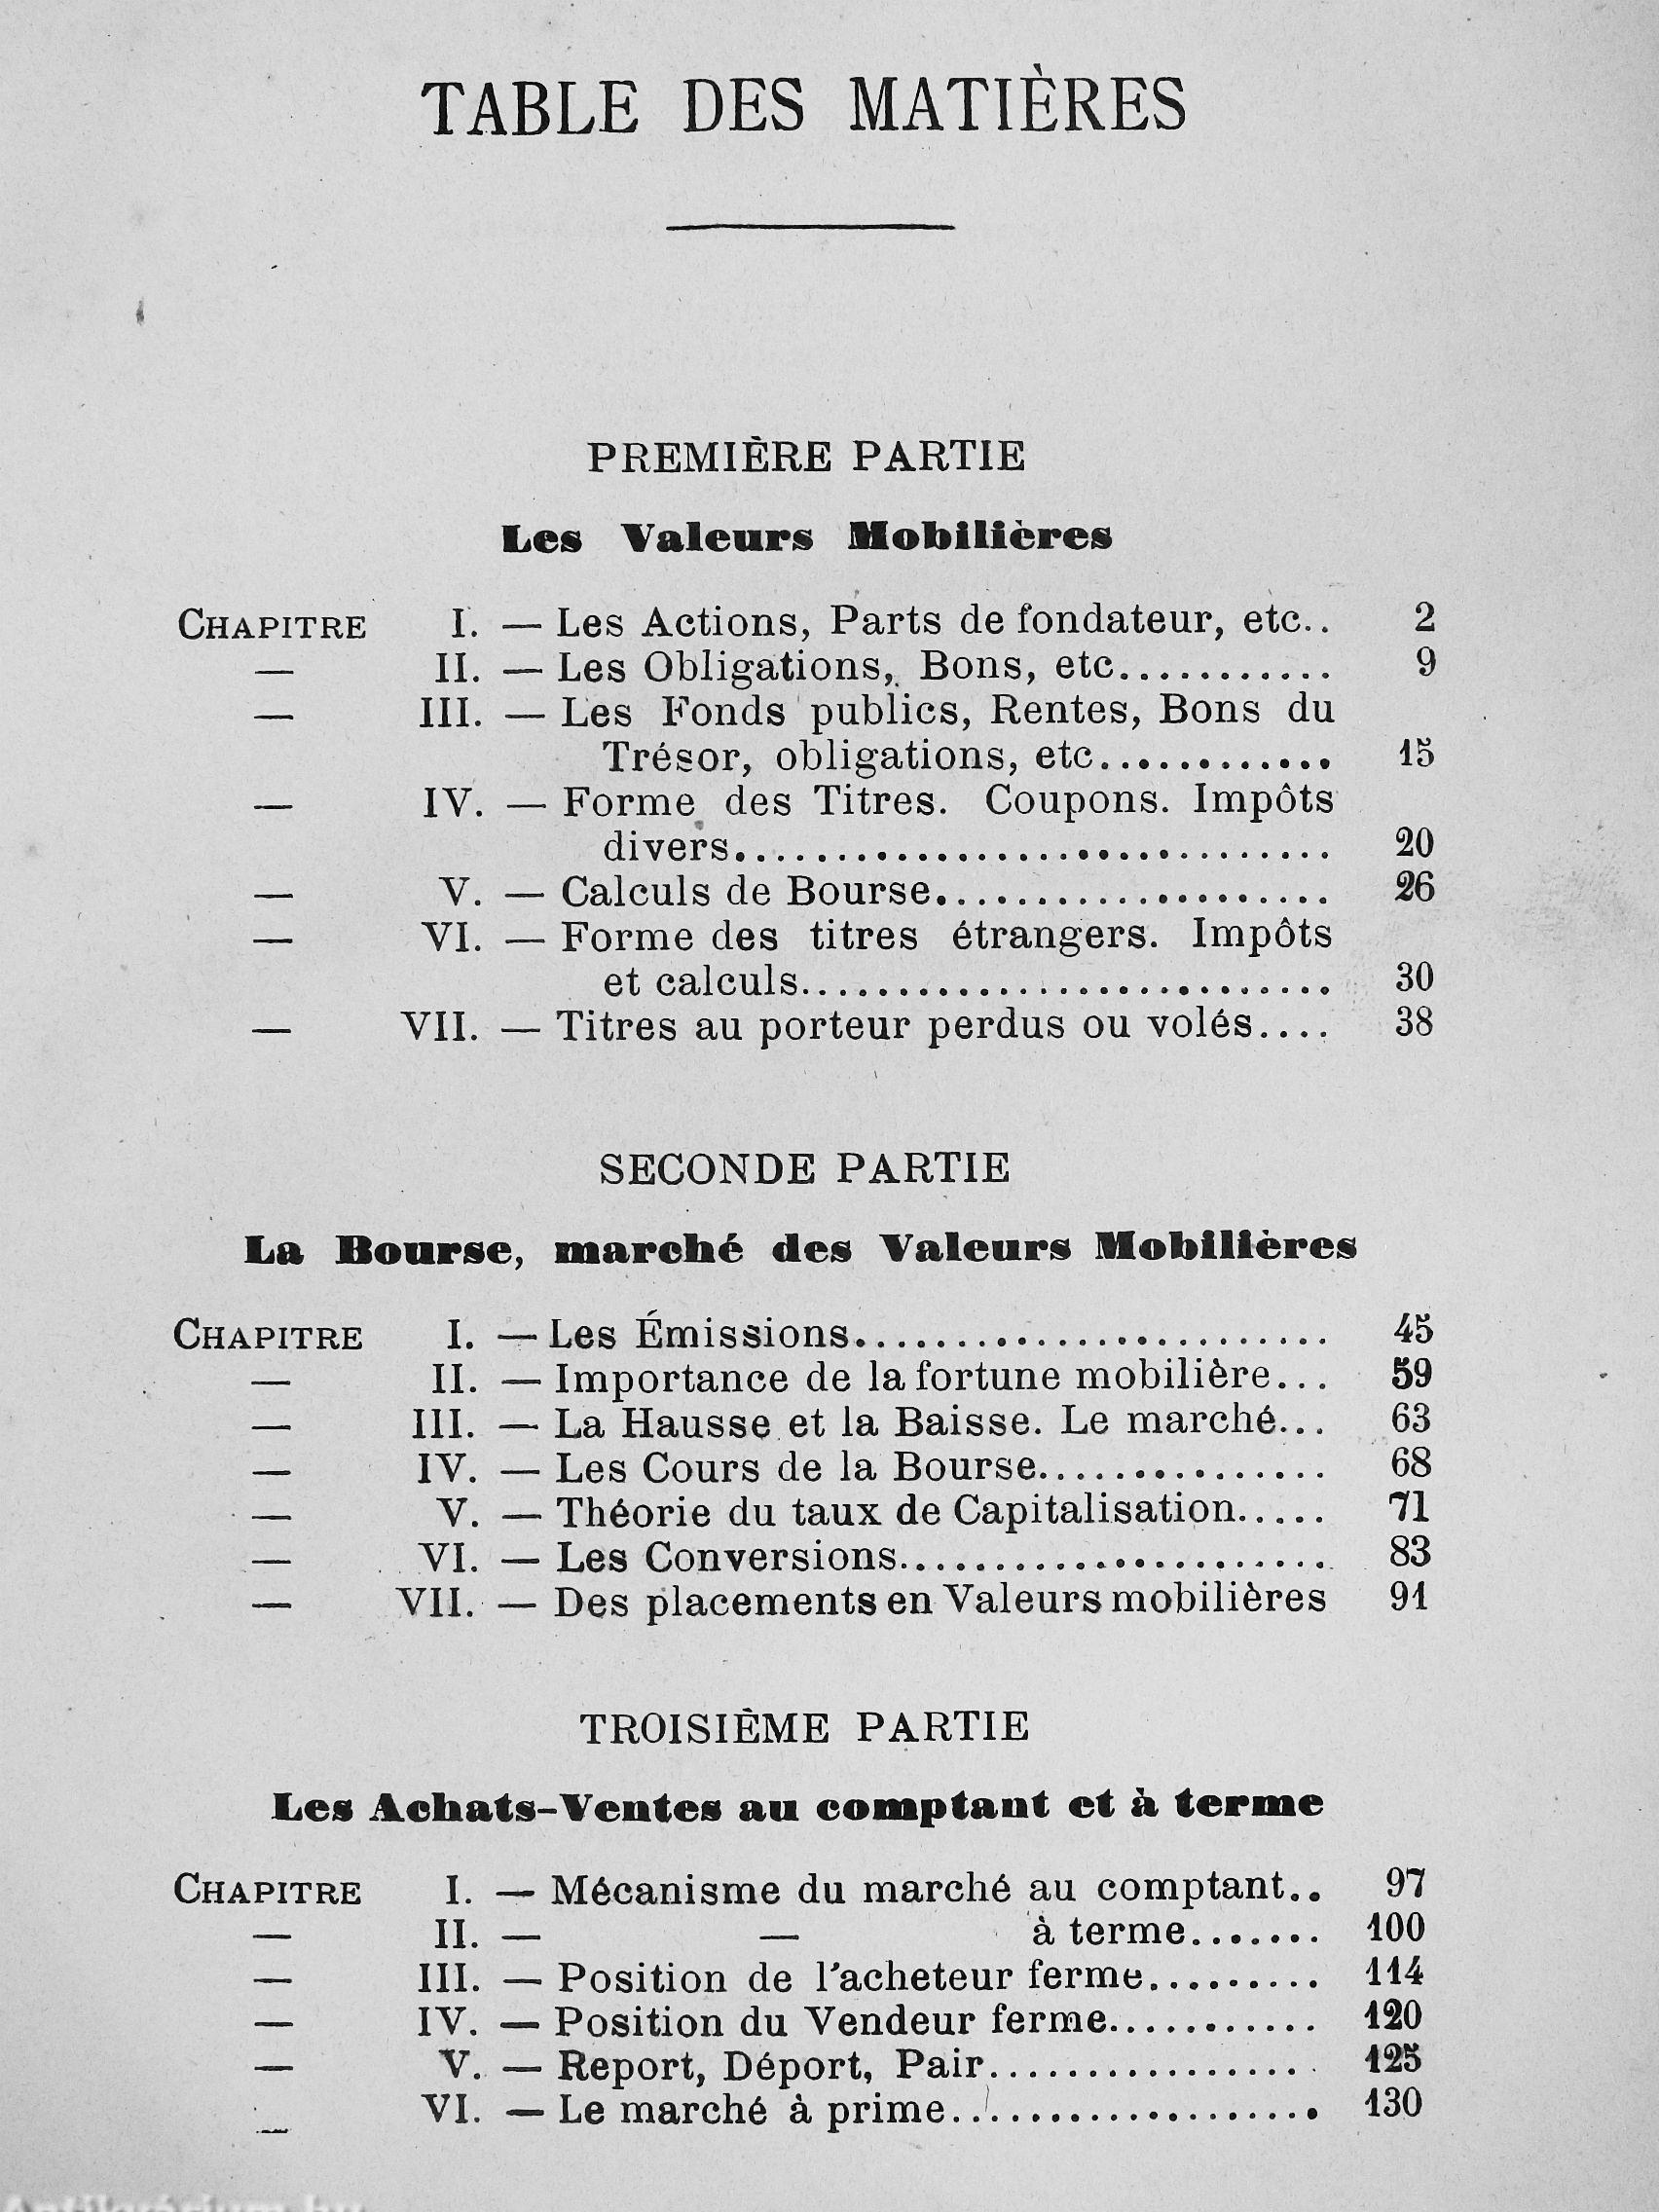 TABLE DES MATIÈRES
PREMIÈRE PARTIE
Les Valeurs Mobilières
CHAPITRE I. — Les Actions, Parts de fondateur, etc.. 2
— II. — Les Obligations, Bons, etc........... 9
— III. — Les Fonds publics, Rentes, Bons du
Trésor, obligations, etc............ 15
— IV. — Forme des Titres. Coupons. Impôts
divers.............................. 20
— V. — Calculs de Bourse.................... 26
— VI. — Forme des titres étrangers. Impôts
et calculs........................... 30
— VII. — Titres au porteur perdus ou volés.... 38
SECONDE PARTIE
La Bourse, marché des Valeurs Mobilières
CHAPITRE I. — Les Émissions........................ 45
— II. — Importance de la fortune mobilière... 59
— III. — La Hausse et la Baisse. Le marché... 63
— IV. — Les Cours de la Bourse............... 68
— V. — Théorie du taux de Capitalisation..... 71
— VI. — Les Conversions...................... 83
— VII. — Des placements en Valeurs mobilières 91
TROISIÈME PARTIE
Les Achats-Ventes au comptant et à terme
CHAPITRE I. — Mécanisme du marché au comptant.. 97
— II. — — à terme....... 100
— III. — Position de l'acheteur ferme......... 114
— IV. — Position du Vendeur ferme........... 120
— V. — Report, Déport, Pair................. 125
— VI. — Le marché à prime................... 130